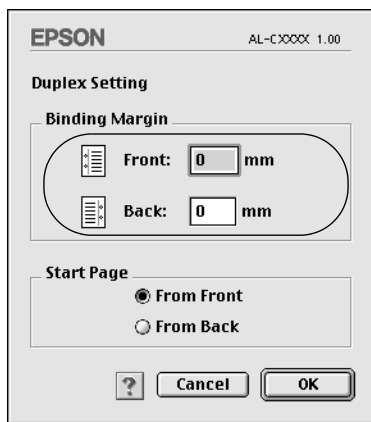 EPSON AL-CXXXX 1.00
Duplex Setting
Binding Margin
Front: 0 mm
Back: 0 mm
Start Page
From Front
From Back
? Cancel OK